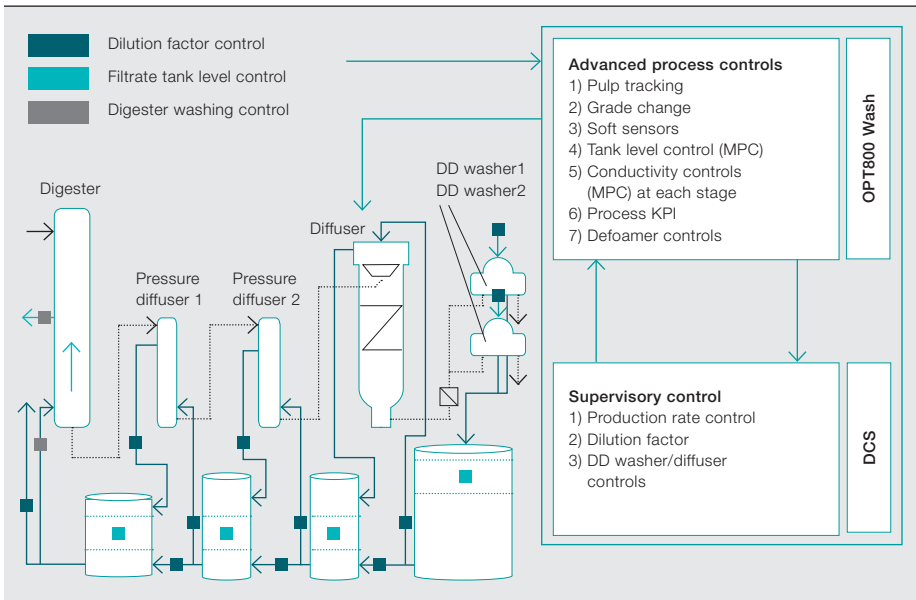 Dilution factor control
Filtrate tank level control
Digester washing control
Digester
Pressure
diffuser 1
Pressure
diffuser 2
Diffuser
DD washer1
DD washer2
Advanced process controls
1) Pulp tracking
2) Grade change
3) Soft sensors
4) Tank level control (MPC)
5) Conductivity controls
(MPC) at each stage
6) Process KPI
7) Defoamer controls
OPT800 Wash
Supervisory control
1) Production rate control
2) Dilution factor
3) DD washer/diffuser
controls
DCS